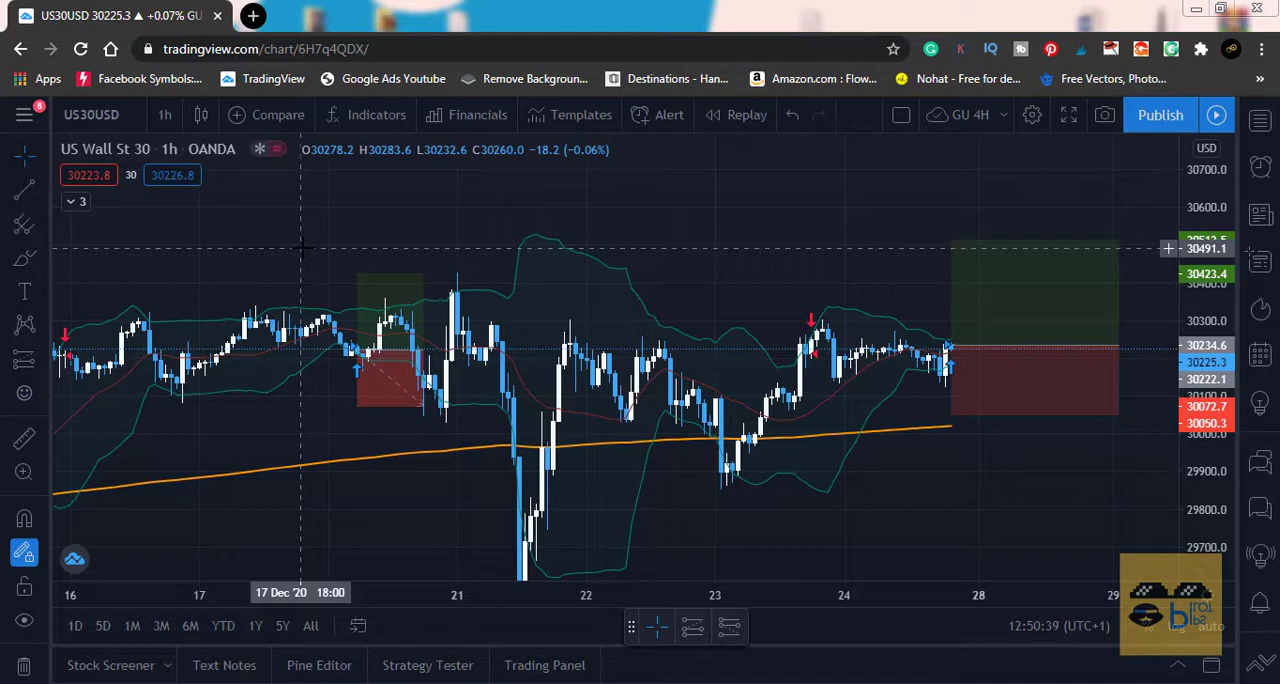 US30USD 30225.3 ▲ +0.07% GU
tradingview.com/chart/6H7q4QDX/
Apps Facebook Symbols:... TradingView Google Ads Youtube Remove Backgroun... Destinations - Han... Amazon.com : Flow... Nohat - Free for de... Free Vectors, Photo... »
8 US30USD 1h Compare Indicators Financials Templates Alert Replay GU 4H Publish
US Wall St 30 1h OANDA O30278.2 H30283.6 L30232.6 C30260.0 −18.2 (−0.06%) USD
30223.8 30 30226.8
3
30700.0
30600.0
30491.1
30423.4
30300.0
30234.6
30225.3
30222.1
30072.7
30050.3
30000.0
29900.0
29800.0
29700.0
16 17 17 Dec '20 18:00 21 22 23 24 28 29
1D 5D 1M 3M 6M YTD 1Y 5Y All 12:50:39 (UTC+1) % log auto
Stock Screener Text Notes Pine Editor Strategy Tester Trading Panel